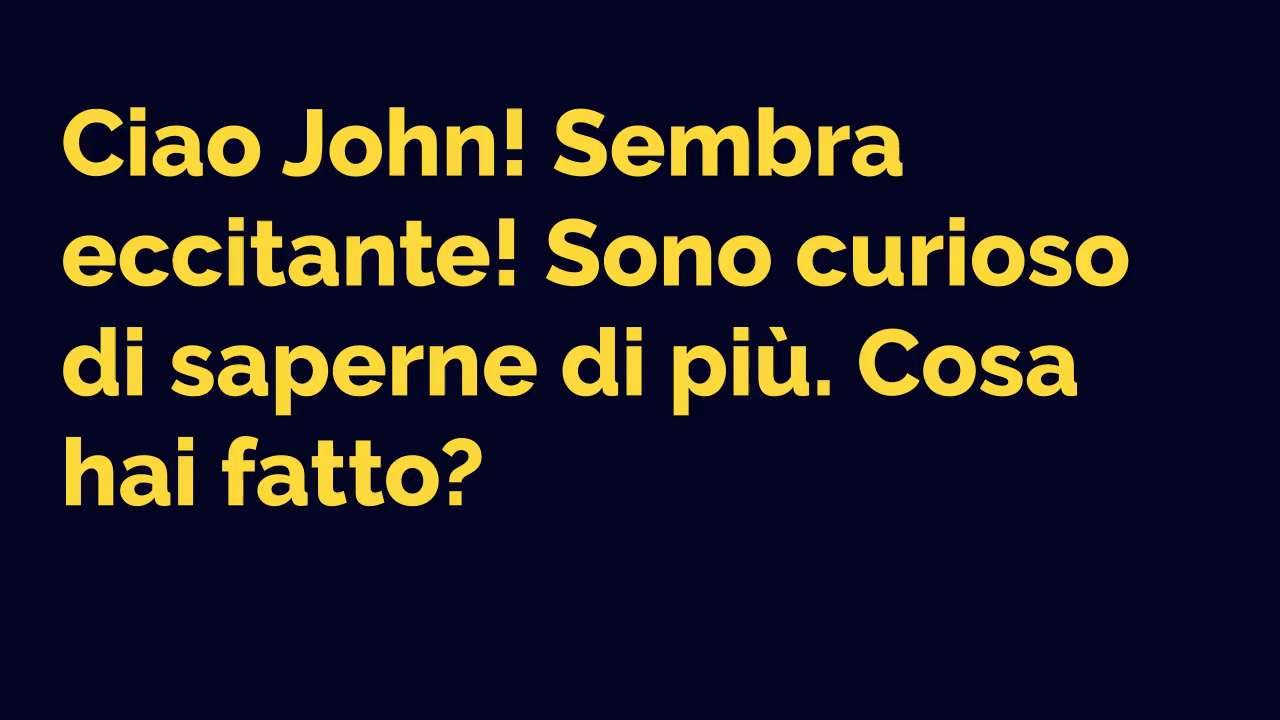 Ciao John! Sembra
eccitante! Sono curioso
di saperne di più. Cosa
hai fatto?